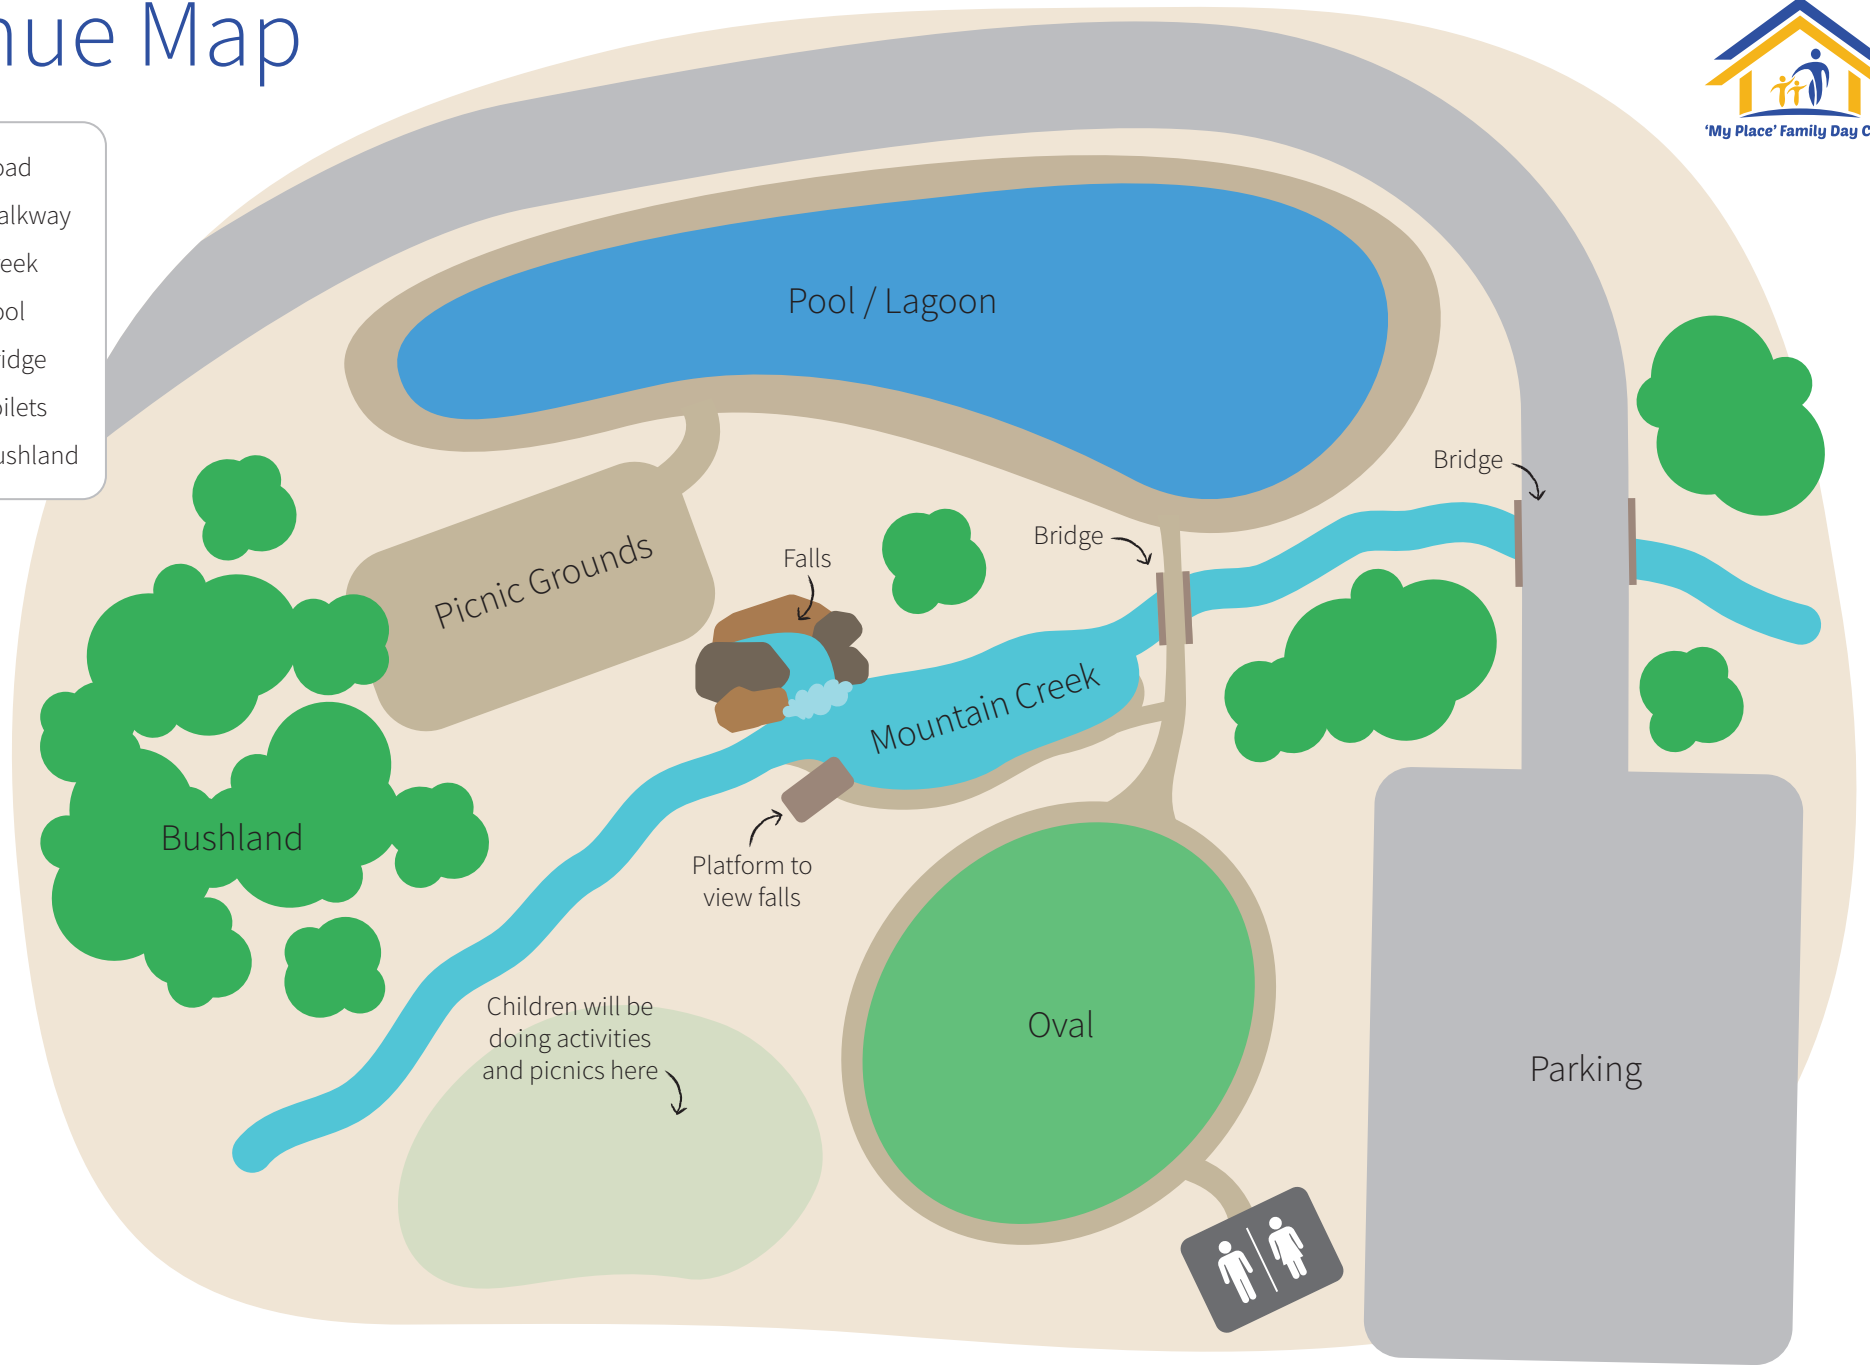 nue Map
oad
alkway
eek
ool
idge
oilets
ushland
'My Place' Family Day C
Pool / Lagoon
Bridge
Bridge
Falls
Picnic Grounds
Mountain Creek
Bushland
Platform to
view falls
Children will be
doing activities
and picnics here
Oval
Parking